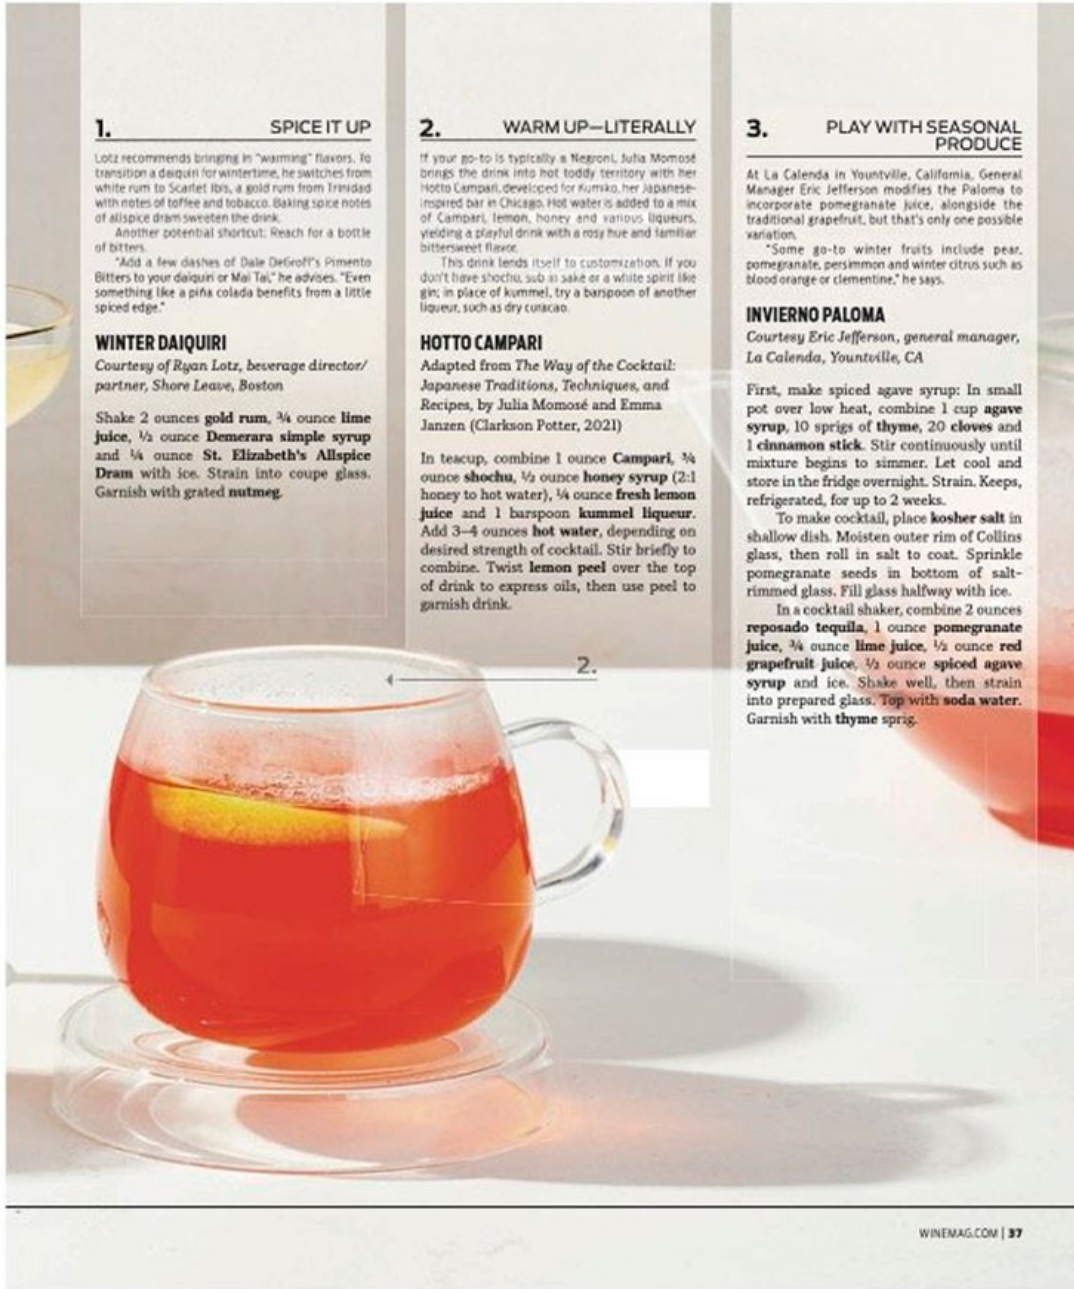 1. SPICE IT UP
Lotz recommends bringing in "warming" flavors. To
transition a daiquiri for wintertime, he switches from
white rum to Scarlet Ibis, a gold rum from Trinidad
with notes of toffee and tobacco. Baking spice notes
of allspice dram sweeten the drink.
Another potential shortcut: Reach for a bottle
of bitters.
"Add a few dashes of Dale DeGroff's Pimento
Bitters to your daiquiri or Mai Tai," he advises. "Even
something like a piña colada benefits from a little
spiced edge."
WINTER DAIQUIRI
Courtesy of Ryan Lotz, beverage director/
partner, Shore Leave, Boston
Shake 2 ounces gold rum, ¾ ounce lime
juice, ½ ounce Demerara simple syrup
and ¼ ounce St. Elizabeth's Allspice
Dram with ice. Strain into coupe glass.
Garnish with grated nutmeg.
2. WARM UP—LITERALLY
If your go-to is typically a Negroni, Julia Momosé
brings the drink into hot toddy territory with her
Hotto Campari, developed for Kumiko, her Japanese-
inspired bar in Chicago. Hot water is added to a mix
of Campari, lemon, honey and various liqueurs,
yielding a playful drink with a rosy hue and familiar
bittersweet flavor.
This drink lends itself to customization. If you
don't have shochu, sub in sake or a white spirit like
gin; in place of kummel, try a barspoon of another
liqueur, such as dry curacao.
HOTTO CAMPARI
Adapted from The Way of the Cocktail:
Japanese Traditions, Techniques, and
Recipes, by Julia Momosé and Emma
Janzen (Clarkson Potter, 2021)
In teacup, combine 1 ounce Campari, ¾
ounce shochu, ½ ounce honey syrup (2:1
honey to hot water), ¼ ounce fresh lemon
juice and 1 barspoon kummel liqueur.
Add 3–4 ounces hot water, depending on
desired strength of cocktail. Stir briefly to
combine. Twist lemon peel over the top
of drink to express oils, then use peel to
garnish drink.
3. PLAY WITH SEASONAL
PRODUCE
At La Calenda in Yountville, California, General
Manager Eric Jefferson modifies the Paloma to
incorporate pomegranate juice, alongside the
traditional grapefruit, but that's only one possible
variation.
"Some go-to winter fruits include pear,
pomegranate, persimmon and winter citrus such as
blood orange or clementine," he says.
INVIERNO PALOMA
Courtesy Eric Jefferson, general manager,
La Calenda, Yountville, CA
First, make spiced agave syrup: In small
pot over low heat, combine 1 cup agave
syrup, 10 sprigs of thyme, 20 cloves and
1 cinnamon stick. Stir continuously until
mixture begins to simmer. Let cool and
store in the fridge overnight. Strain. Keeps,
refrigerated, for up to 2 weeks.
To make cocktail, place kosher salt in
shallow dish. Moisten outer rim of Collins
glass, then roll in salt to coat. Sprinkle
pomegranate seeds in bottom of salt-
rimmed glass. Fill glass halfway with ice.
In a cocktail shaker, combine 2 ounces
reposado tequila, 1 ounce pomegranate
juice, ¾ ounce lime juice, ½ ounce red
grapefruit juice, ½ ounce spiced agave
syrup and ice. Shake well, then strain
into prepared glass. Top with soda water.
Garnish with thyme sprig.
2.
WINEMAG.COM | 37